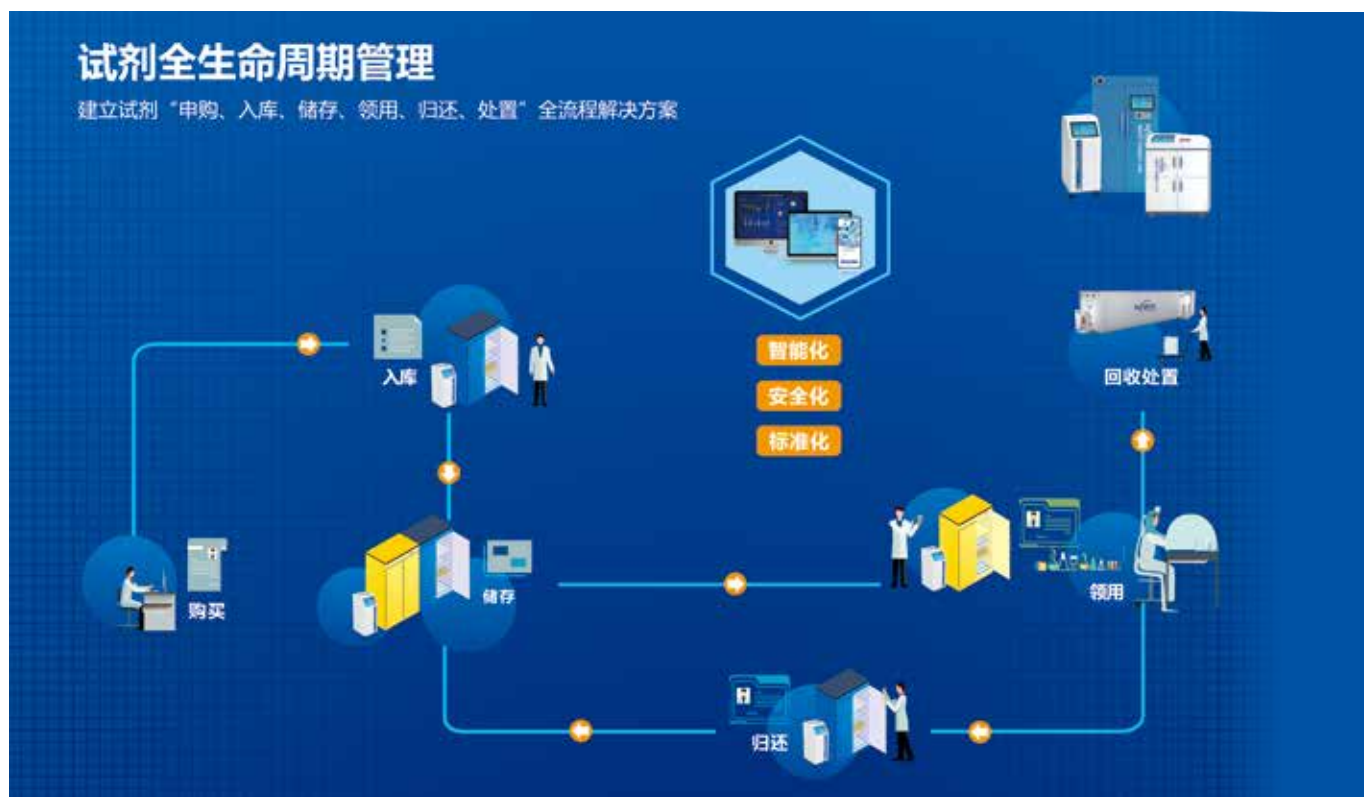 试剂全生命周期管理
建立试剂“申购、入库、储存、领用、归还、处置”全流程解决方案
智能化
安全化
标准化
入库
回收处置
购买
储存
领用
归还